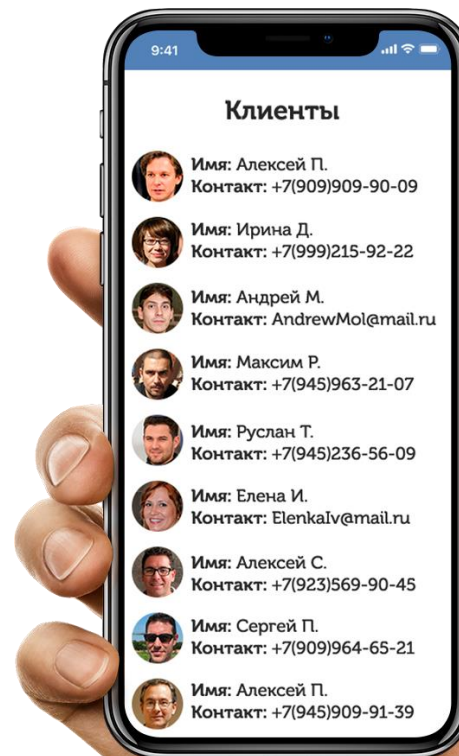 9:41
Клиенты
Имя: Алексей П.
Контакт: +7(909)909-90-09
Имя: Ирина Д.
Контакт: +7(999)215-92-22
Имя: Андрей М.
Контакт: AndrewMol@mail.ru
Имя: Максим Р.
Контакт: +7(945)963-21-07
Имя: Руслан Т.
Контакт: +7(945)236-56-09
Имя: Елена И.
Контакт: ElenkaIv@mail.ru
Имя: Алексей С.
Контакт: +7(923)569-90-45
Имя: Сергей П.
Контакт: +7(909)964-65-21
Имя: Алексей П.
Контакт: +7(945)909-91-39